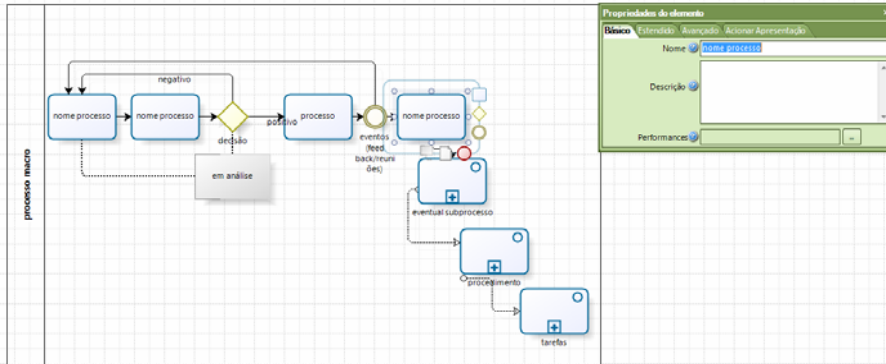 Propriedades do elemento
Básico Estendido Avançado Acionar Apresentação
Nome
nome processo
Descrição
Performances
...
processo macro
negativo
nome processo
nome processo
decisão
positivo
processo
eventos
(feed
back/reuni
ões)
nome processo
em análise
eventual subprocesso
procedimento
tarefas